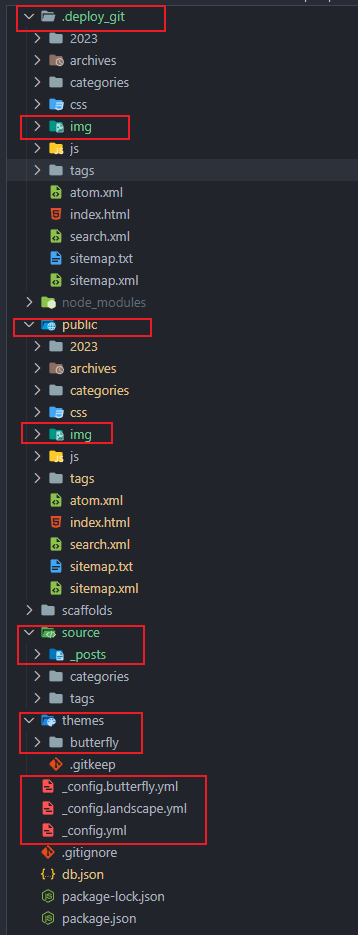 .deploy_git
2023
archives
categories
css
img
js
tags
atom.xml
index.html
search.xml
sitemap.txt
sitemap.xml
node_modules
public
2023
archives
categories
css
img
js
tags
atom.xml
index.html
search.xml
sitemap.txt
sitemap.xml
scaffolds
source
_posts
categories
tags
themes
butterfly
.gitkeep
_config.butterfly.yml
_config.landscape.yml
_config.yml
.gitignore
db.json
package-lock.json
package.json